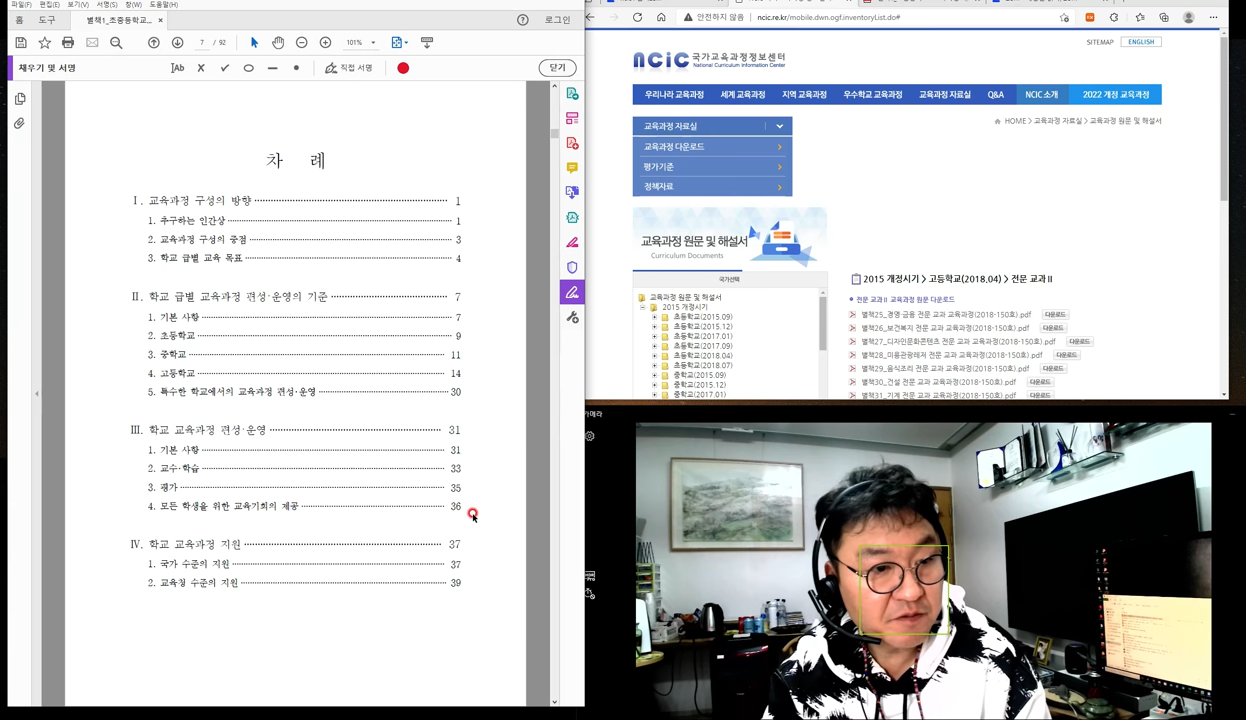 파일(F) 편집(E) 보기(V) 서명(S) 창(W) 도움말(H)
홈 도구 별책1_초중등학교... × 로그인
7 / 92 101%
채우기 및 서명 Ab 직접 서명 닫기
차 례
Ⅰ. 교육과정 구성의 방향 1
1. 추구하는 인간상 1
2. 교육과정 구성의 중점 3
3. 학교 급별 교육 목표 4
Ⅱ. 학교 급별 교육과정 편성·운영의 기준 7
1. 기본 사항 7
2. 초등학교 9
3. 중학교 11
4. 고등학교 14
5. 특수한 학교에서의 교육과정 편성·운영 30
Ⅲ. 학교 교육과정 편성·운영 31
1. 기본 사항 31
2. 교수·학습 33
3. 평가 35
4. 모든 학생을 위한 교육기회의 제공 36
Ⅳ. 학교 교육과정 지원 37
1. 국가 수준의 지원 37
2. 교육청 수준의 지원 39
안전하지 않음 ncic.re.kr/mobile.dwn.ogf.inventoryList.do#
SITEMAP ENGLISH
ncic 국가교육과정정보센터
National Curriculum Information Center
우리나라 교육과정 세계 교육과정 지역 교육과정 우수학교 교육과정 교육과정 자료실 Q&A NCIC 소개 2022 개정 교육과정
HOME > 교육과정 자료실 > 교육과정 원문 및 해설서
교육과정 자료실
교육과정 다운로드
평가기준
정책자료
교육과정 원문 및 해설서
Curriculum Documents
국가선택
교육과정 원문 및 해설서
2015 개정시기
초등학교(2015.09)
초등학교(2015.12)
초등학교(2017.01)
초등학교(2017.09)
초등학교(2018.04)
초등학교(2018.07)
중학교(2015.09)
중학교(2015.12)
중학교(2017.01)
2015 개정시기 > 고등학교(2018.04) > 전문 교과 II
전문 교과 II 교육과정 원문 다운로드
별책25_경영·금융 전문 교과 교육과정(2018-150호).pdf 다운로드
별책26_보건복지 전문 교과 교육과정(2018-150호).pdf 다운로드
별책27_디자인문화콘텐츠 전문 교과 교육과정(2018-150호).pdf 다운로드
별책28_미용관광레저 전문 교과 교육과정(2018-150호).pdf 다운로드
별책29_음식조리 전문 교과 교육과정(2018-150호).pdf 다운로드
별책30_건설 전문 교과 교육과정(2018-150호).pdf 다운로드
별책31_기계 전문 교과 교육과정(2018-150호).pdf 다운로드
카메라